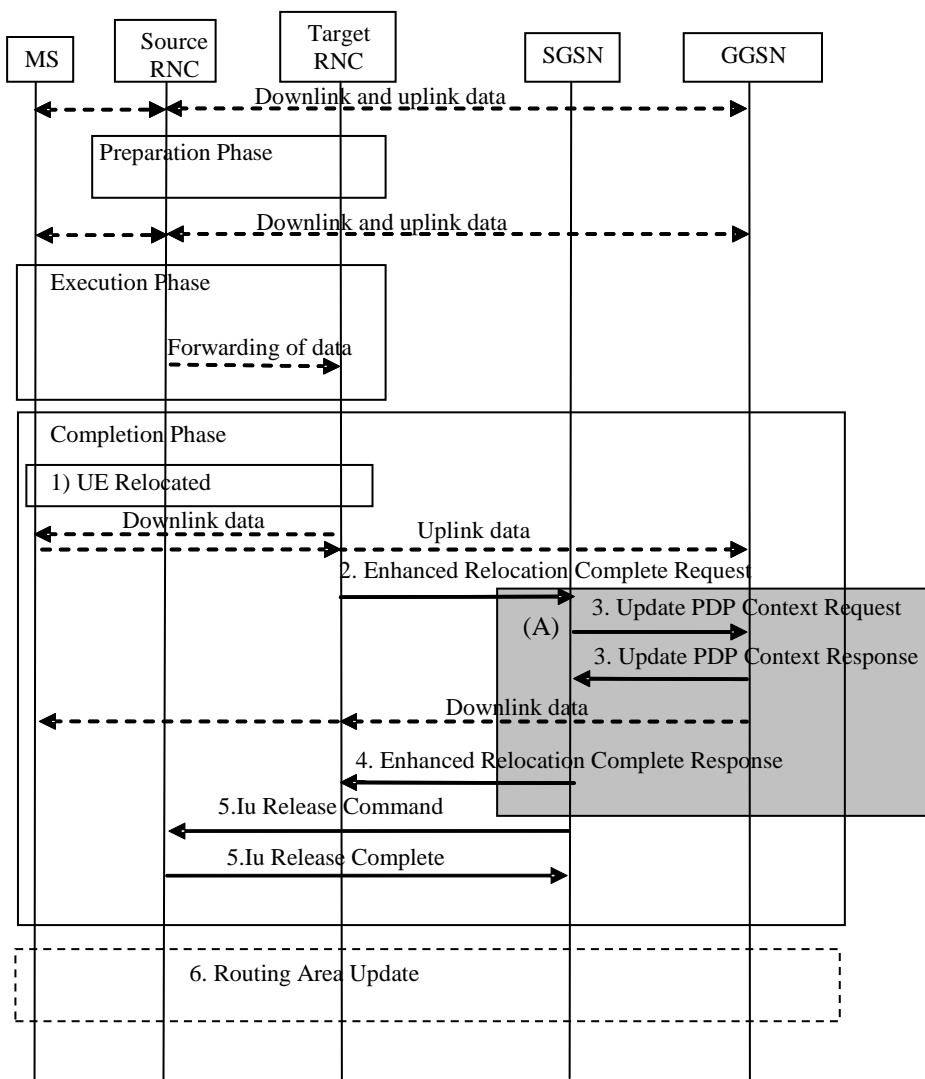 MS
Source
RNC
Target
RNC
SGSN
GGSN
Downlink and uplink data
Preparation Phase
Downlink and uplink data
Execution Phase
Forwarding of data
Completion Phase
1) UE Relocated
Downlink data
Uplink data
2. Enhanced Relocation Complete Request
(A)
3. Update PDP Context Request
3. Update PDP Context Response
Downlink data
4. Enhanced Relocation Complete Response
5.Iu Release Command
5.Iu Release Complete
6. Routing Area Update